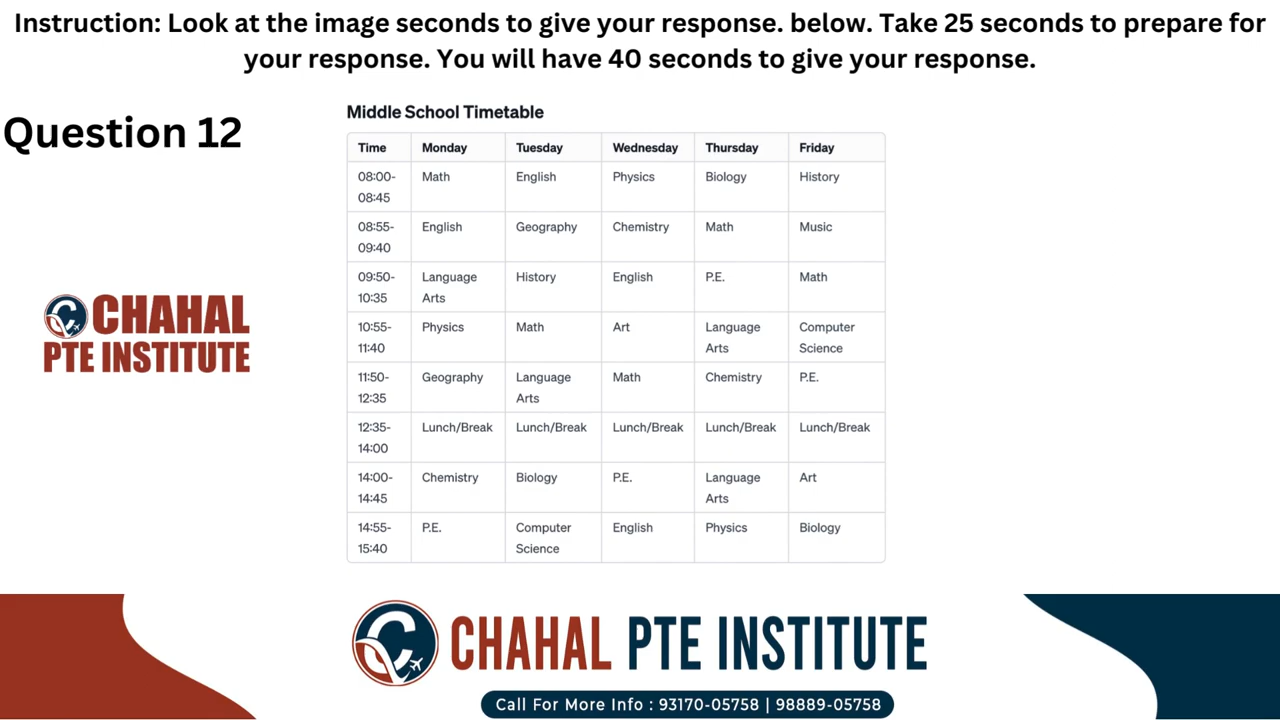 Instruction: Look at the image seconds to give your response. below. Take 25 seconds to prepare for
your response. You will have 40 seconds to give your response.
Question 12
Middle School Timetable
Time Monday Tuesday Wednesday Thursday Friday
08:00-08:45 Math English Physics Biology History
08:55-09:40 English Geography Chemistry Math Music
09:50-10:35 Language Arts History English P.E. Math
10:55-11:40 Physics Math Art Language Arts Computer Science
11:50-12:35 Geography Language Arts Math Chemistry P.E.
12:35-14:00 Lunch/Break Lunch/Break Lunch/Break Lunch/Break Lunch/Break
14:00-14:45 Chemistry Biology P.E. Language Arts Art
14:55-15:40 P.E. Computer Science English Physics Biology
CHAHAL
PTE INSTITUTE
CHAHAL PTE INSTITUTE
Call For More Info : 93170-05758 | 98889-05758